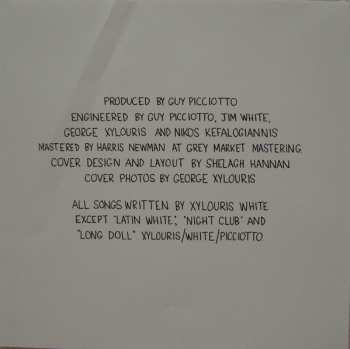 PRODUCED BY GUY PICCIOTTO
ENGINEERED BY GUY PICCIOTTO, JIM WHITE,
GEORGE XYLOURIS AND NIKOS KEFALOGIANNIS
MASTERED BY HARRIS NEWMAN AT GREY MARKET MASTERING
COVER DESIGN AND LAYOUT BY SHELAGH HANNAN
COVER PHOTOS BY GEORGE XYLOURIS
ALL SONGS WRITTEN BY XYLOURIS WHITE
EXCEPT "LATIN WHITE", "NIGHT CLUB" AND
"LONG DOLL" XYLOURIS/WHITE/PICCIOTTO